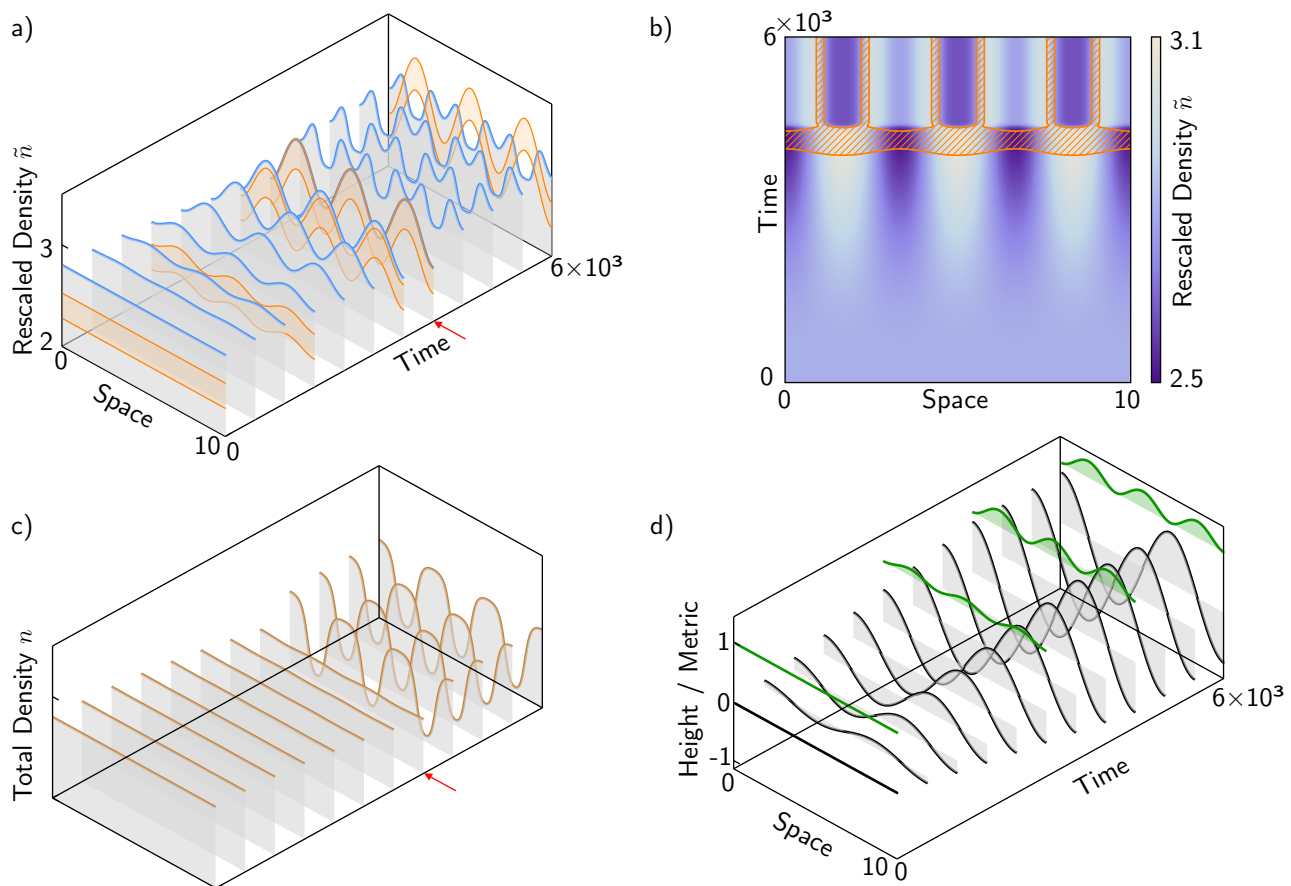 a)
Rescaled Density ñ
3
2
0
Space
10
0
Time
6×10³
b)
6×10³
Time
0
0
Space
10
3.1
Rescaled Density ñ
2.5
c)
Total Density n
d)
Height / Metric
1
0
-1
0
Space
10
0
Time
6×10³